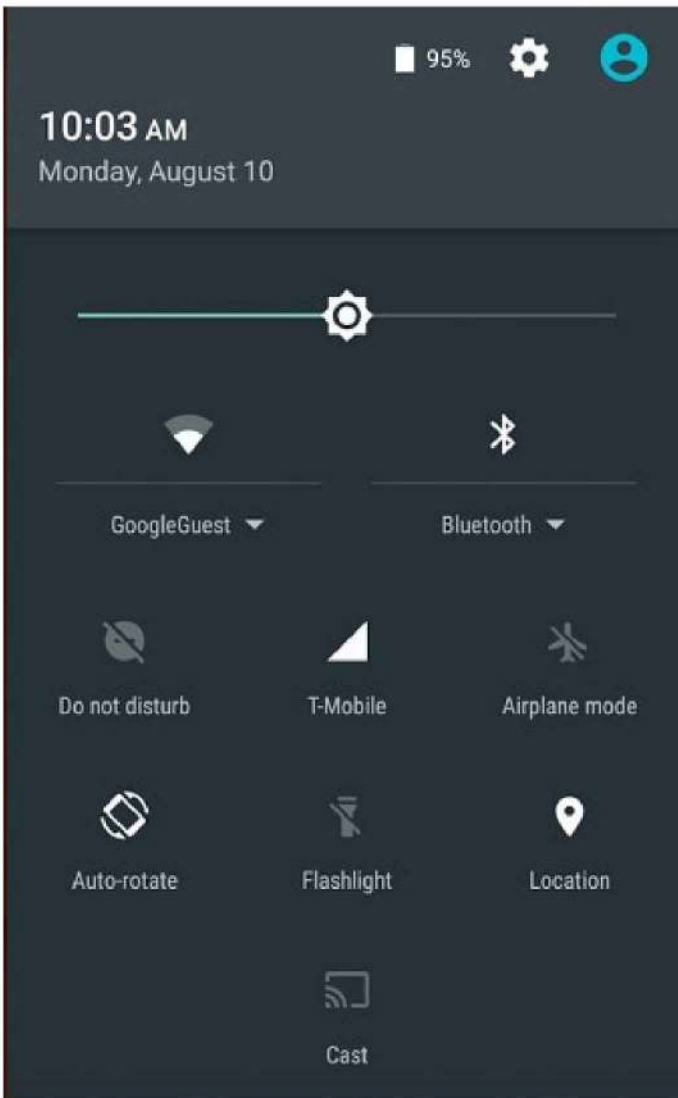 95%
10:03 AM
Monday, August 10
GoogleGuest
Bluetooth
Do not disturb
T-Mobile
Airplane mode
Auto-rotate
Flashlight
Location
Cast